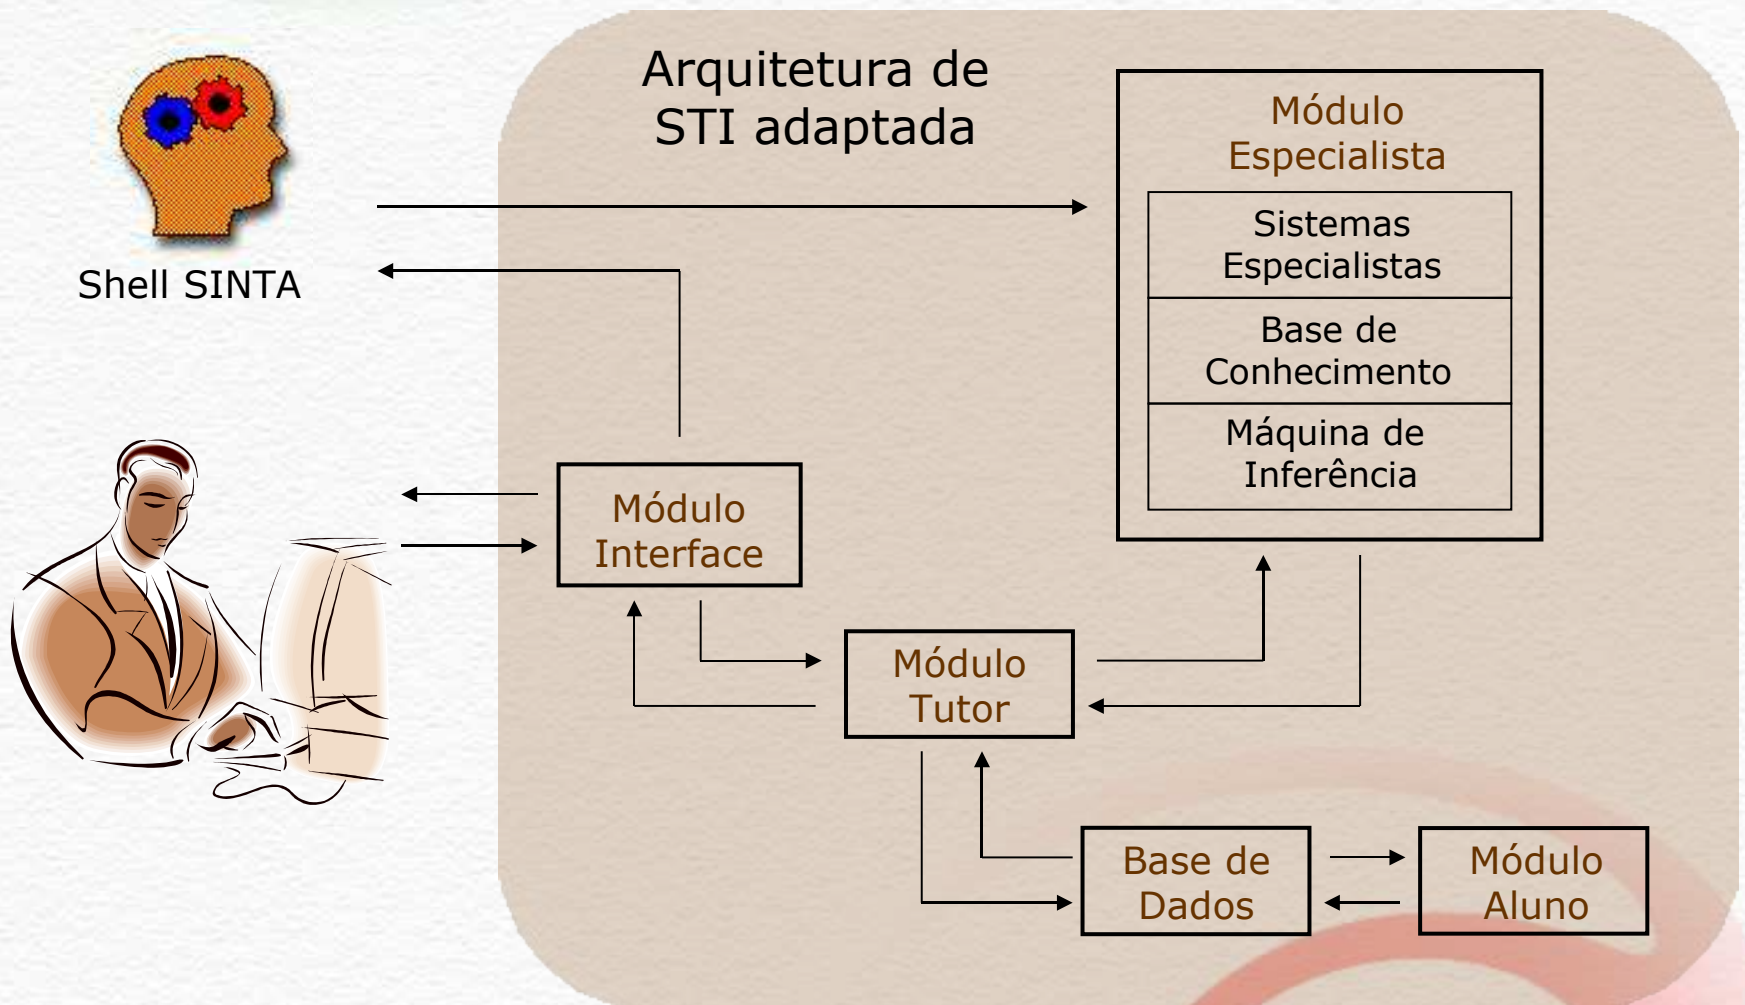 Arquitetura de
STI adaptada
Shell SINTA
Módulo
Especialista
Sistemas
Especialistas
Base de
Conhecimento
Máquina de
Inferência
Módulo
Interface
Módulo
Tutor
Base de
Dados
Módulo
Aluno